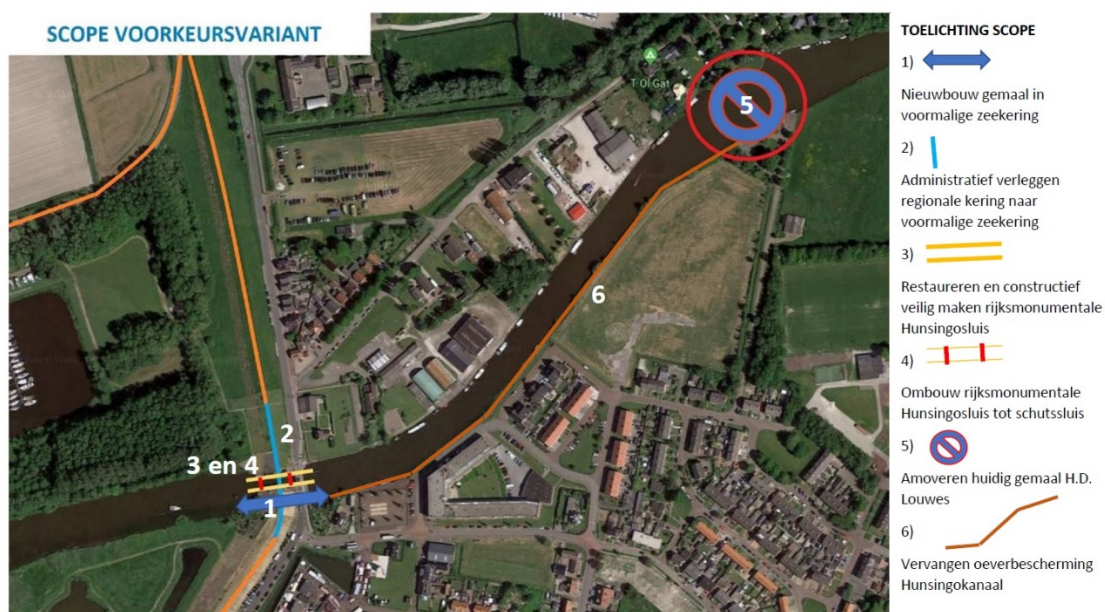 SCOPE VOORKEURSVARIANT
T Ol Gat
5
6
2
3 en 4
1
TOELICHTING SCOPE
1)
Nieuwbouw gemaal in
voormalige zeekering
2)
Administratief verleggen
regionale kering naar
voormalige zeekering
3)
Restaureren en constructief
veilig maken rijksmonumentale
Hunsingosluis
4)
Ombouw rijksmonumentale
Hunsingosluis tot schutssluis
5)
Amoveren huidig gemaal H.D.
Louwes
6)
Vervangen oeverbescherming
Hunsingokanaal